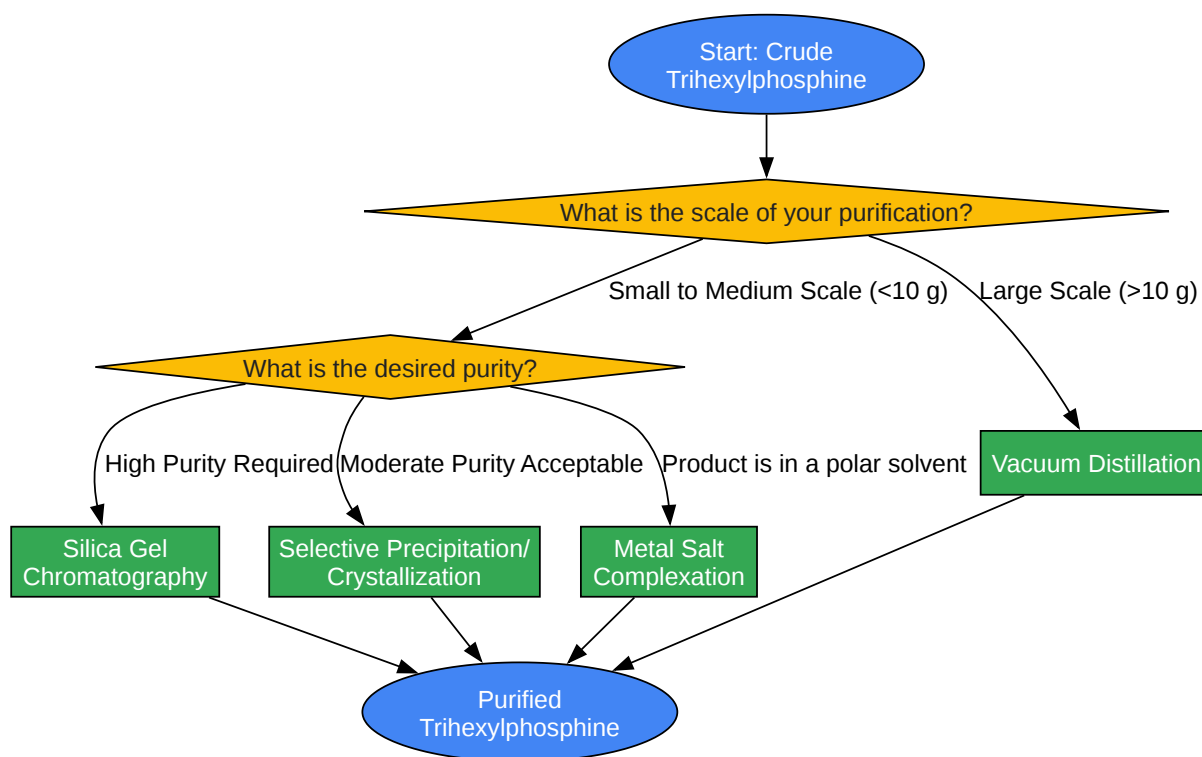 Start: Crude
Trihexylphosphine
What is the scale of your purification?
Small to Medium Scale (<10 g)
Large Scale (>10 g)
What is the desired purity?
High Purity Required
Moderate Purity Acceptable
Product is in a polar solvent
Vacuum Distillation
Silica Gel
Chromatography
Selective Precipitation/
Crystallization
Metal Salt
Complexation
Purified
Trihexylphosphine